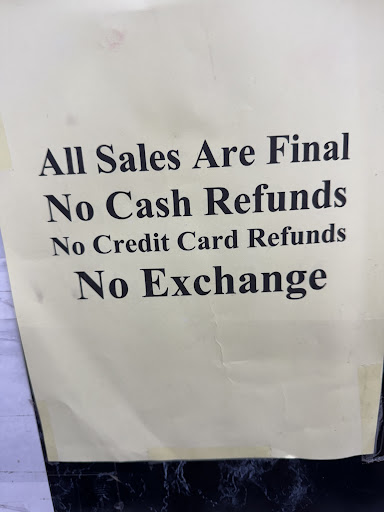 All Sales Are Final
No Cash Refunds
No Credit Card Refunds
No Exchange